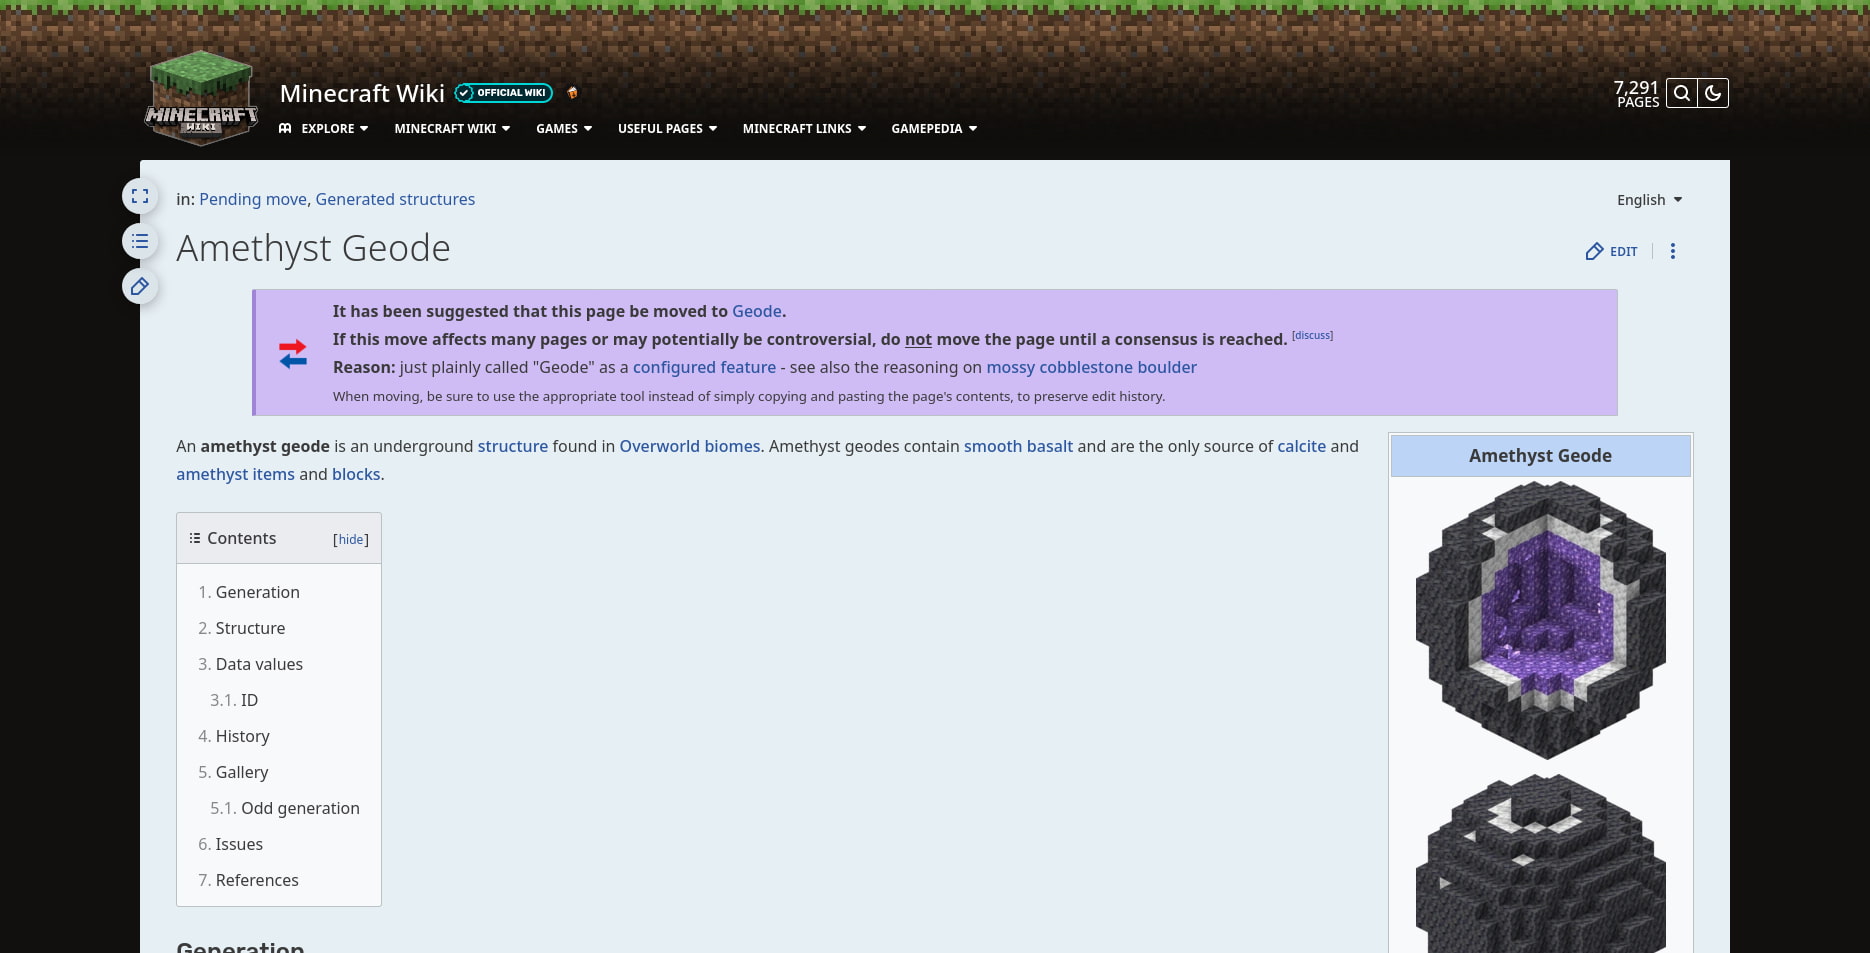 MINECRAFT
WIKI
Minecraft Wiki OFFICIAL WIKI
7,291
PAGES
EXPLORE MINECRAFT WIKI GAMES USEFUL PAGES MINECRAFT LINKS GAMEPEDIA
in: Pending move, Generated structures
English
Amethyst Geode
EDIT
It has been suggested that this page be moved to Geode.
If this move affects many pages or may potentially be controversial, do not move the page until a consensus is reached. [discuss]
Reason: just plainly called "Geode" as a configured feature - see also the reasoning on mossy cobblestone boulder
When moving, be sure to use the appropriate tool instead of simply copying and pasting the page's contents, to preserve edit history.
An amethyst geode is an underground structure found in Overworld biomes. Amethyst geodes contain smooth basalt and are the only source of calcite and
amethyst items and blocks.
Amethyst Geode
Contents [hide]
1. Generation
2. Structure
3. Data values
3.1. ID
4. History
5. Gallery
5.1. Odd generation
6. Issues
7. References
Generation